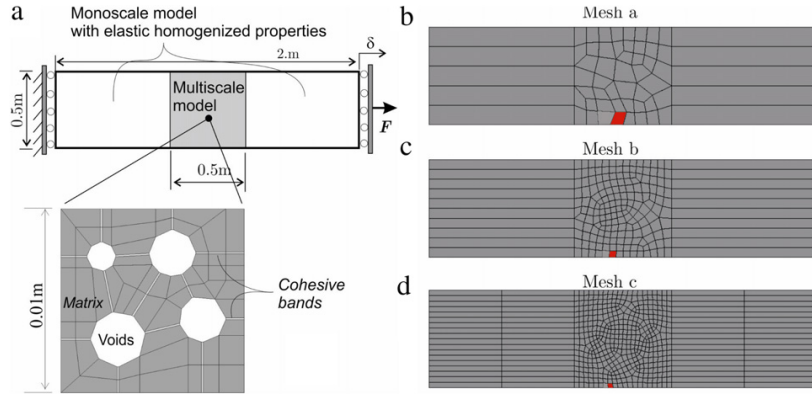 a
Monoscale model
with elastic homogenized properties
2.m
δ
0.5m
Multiscale
model
F
0.5m
0.01m
Matrix
Voids
Cohesive
bands
b
Mesh a
c
Mesh b
d
Mesh c